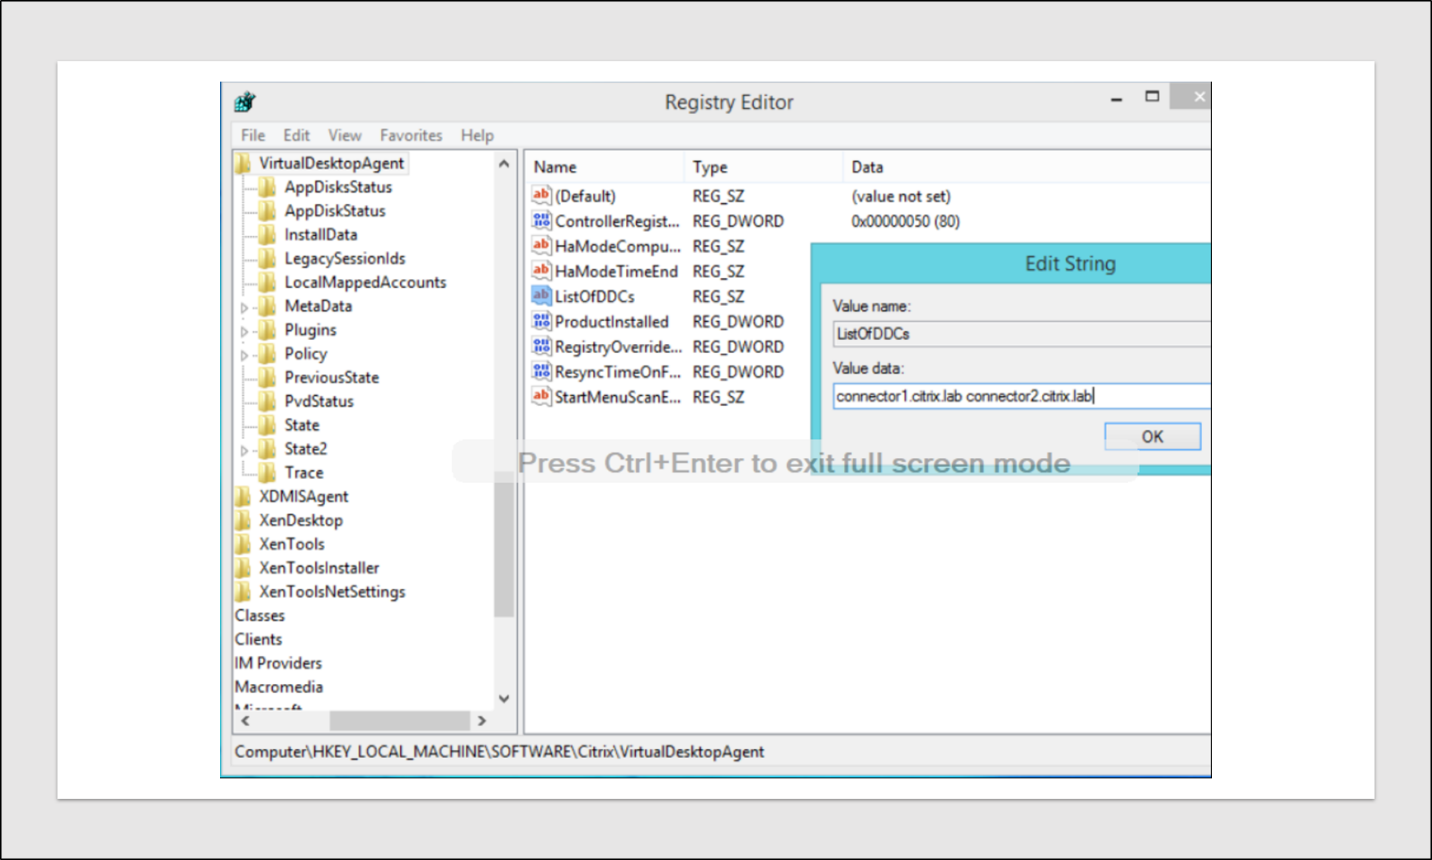 Registry Editor
File Edit View Favorites Help
VirtualDesktopAgent
AppDisksStatus
AppDiskStatus
InstallData
LegacySessionIds
LocalMappedAccounts
MetaData
Plugins
Policy
PreviousState
PvdStatus
State
State2
Trace
XDMISAgent
XenDesktop
XenTools
XenToolsInstaller
XenToolsNetSettings
Classes
Clients
IM Providers
Macromedia
Microsoft
Name Type Data
(Default) REG_SZ (value not set)
ControllerRegist... REG_DWORD 0x00000050 (80)
HaModeCompu... REG_SZ
HaModeTimeEnd REG_SZ
ListOfDDCs REG_SZ
ProductInstalled REG_DWORD
RegistryOverride... REG_DWORD
ResyncTimeOnF... REG_DWORD
StartMenuScanE... REG_SZ
Edit String
Value name:
ListOfDDCs
Value data:
connector1.citrix.lab connector2.citrix.lab
OK
Press Ctrl+Enter to exit full screen mode
Computer\HKEY_LOCAL_MACHINE\SOFTWARE\Citrix\VirtualDesktopAgent